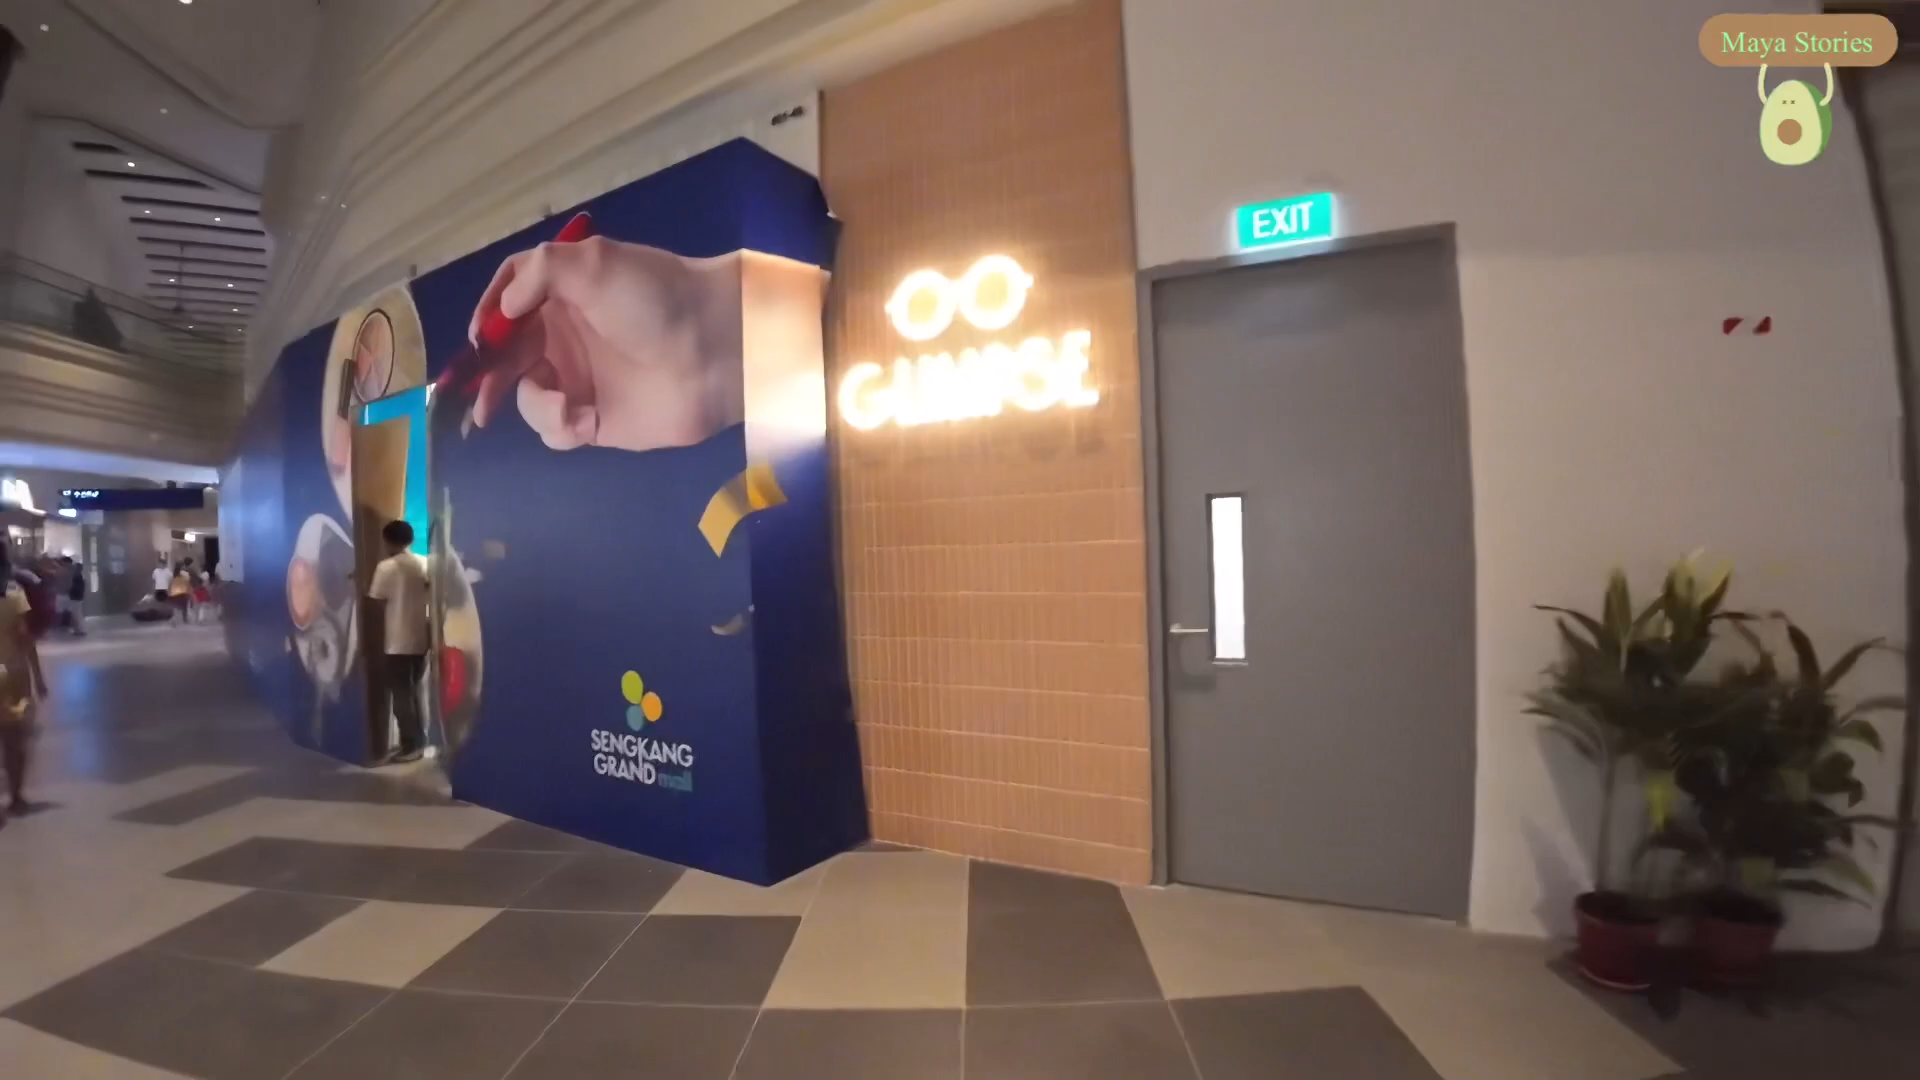 Maya Stories
EXIT
GLIMPSE
SENGKANG
GRAND mall